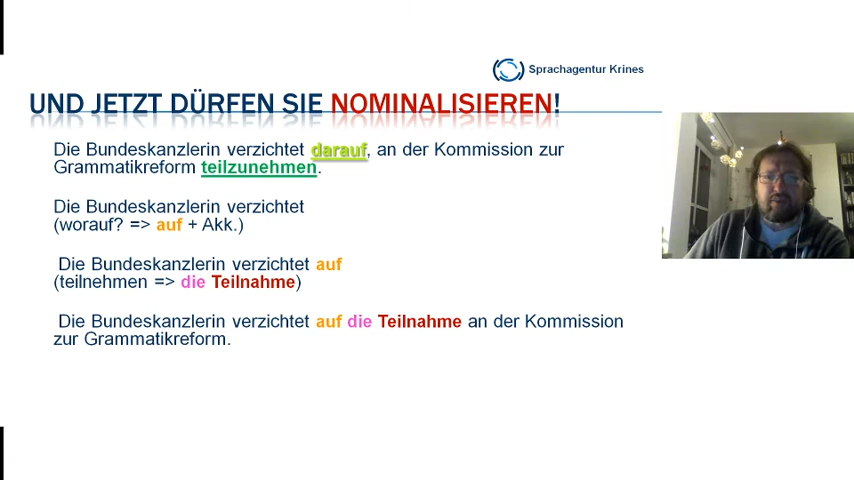 Sprachagentur Krines
UND JETZT DÜRFEN SIE NOMINALISIEREN!
Die Bundeskanzlerin verzichtet darauf, an der Kommission zur
Grammatikreform teilzunehmen.
Die Bundeskanzlerin verzichtet
(worauf? => auf + Akk.)
Die Bundeskanzlerin verzichtet auf
(teilnehmen => die Teilnahme)
Die Bundeskanzlerin verzichtet auf die Teilnahme an der Kommission
zur Grammatikreform.